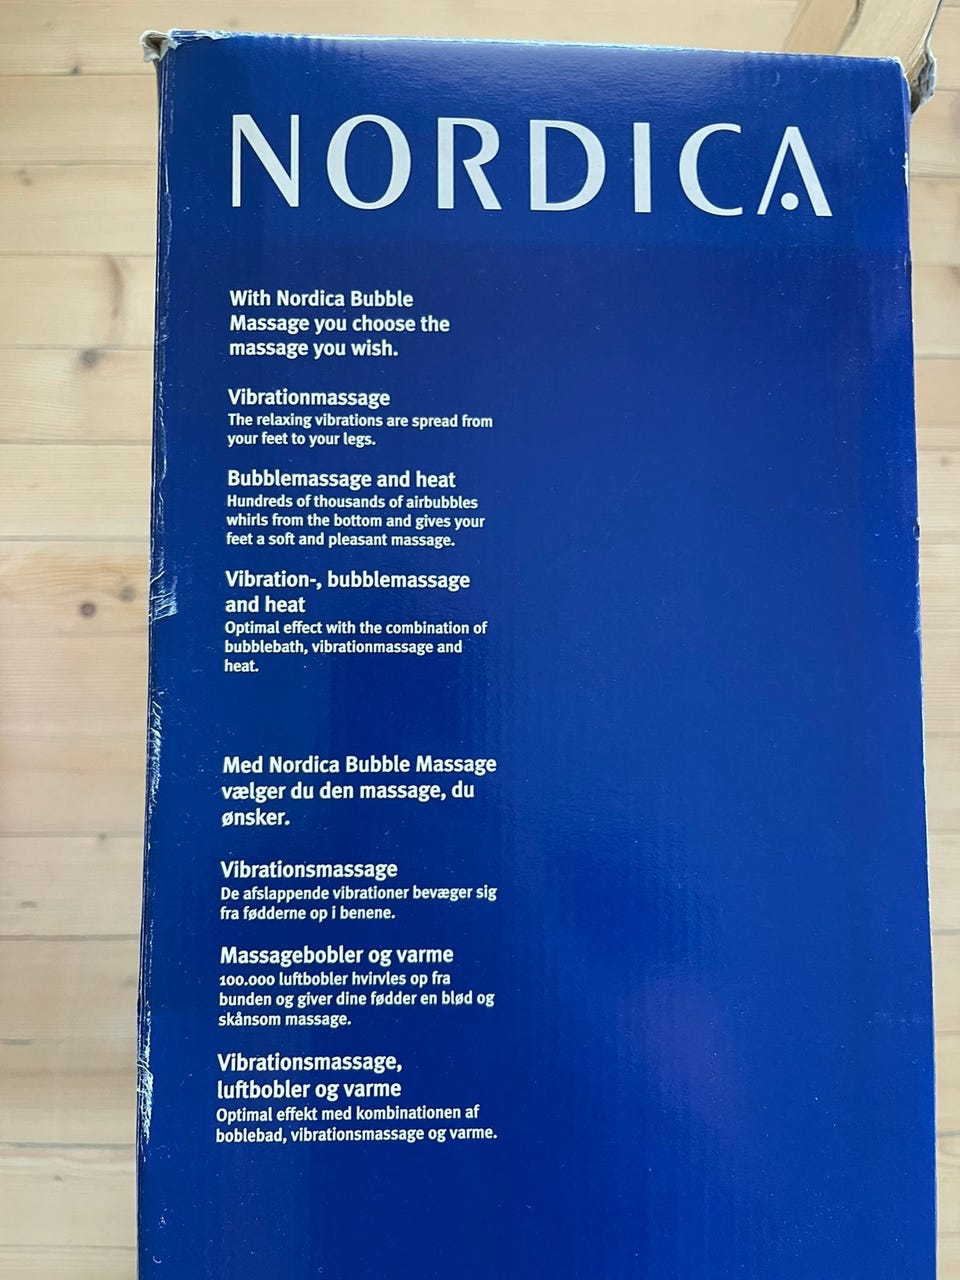 NORDICA
With Nordica Bubble
Massage you choose the
massage you wish.
Vibrationmassage
The relaxing vibrations are spread from
your feet to your legs.
Bubblemassage and heat
Hundreds of thousands of airbubbles
whirls from the bottom and gives your
feet a soft and pleasant massage.
Vibration-, bubblemassage
and heat
Optimal effect with the combination of
bubblebath, vibrationmassage and
heat.
Med Nordica Bubble Massage
vælger du den massage, du
ønsker.
Vibrationsmassage
De afslappende vibrationer bevæger sig
fra fødderne op i benene.
Massagebobler og varme
100.000 luftbobler hvirvles op fra
bunden og giver dine fødder en blød og
skånsom massage.
Vibrationsmassage,
luftbobler og varme
Optimal effekt med kombinationen af
boblebad, vibrationsmassage og varme.